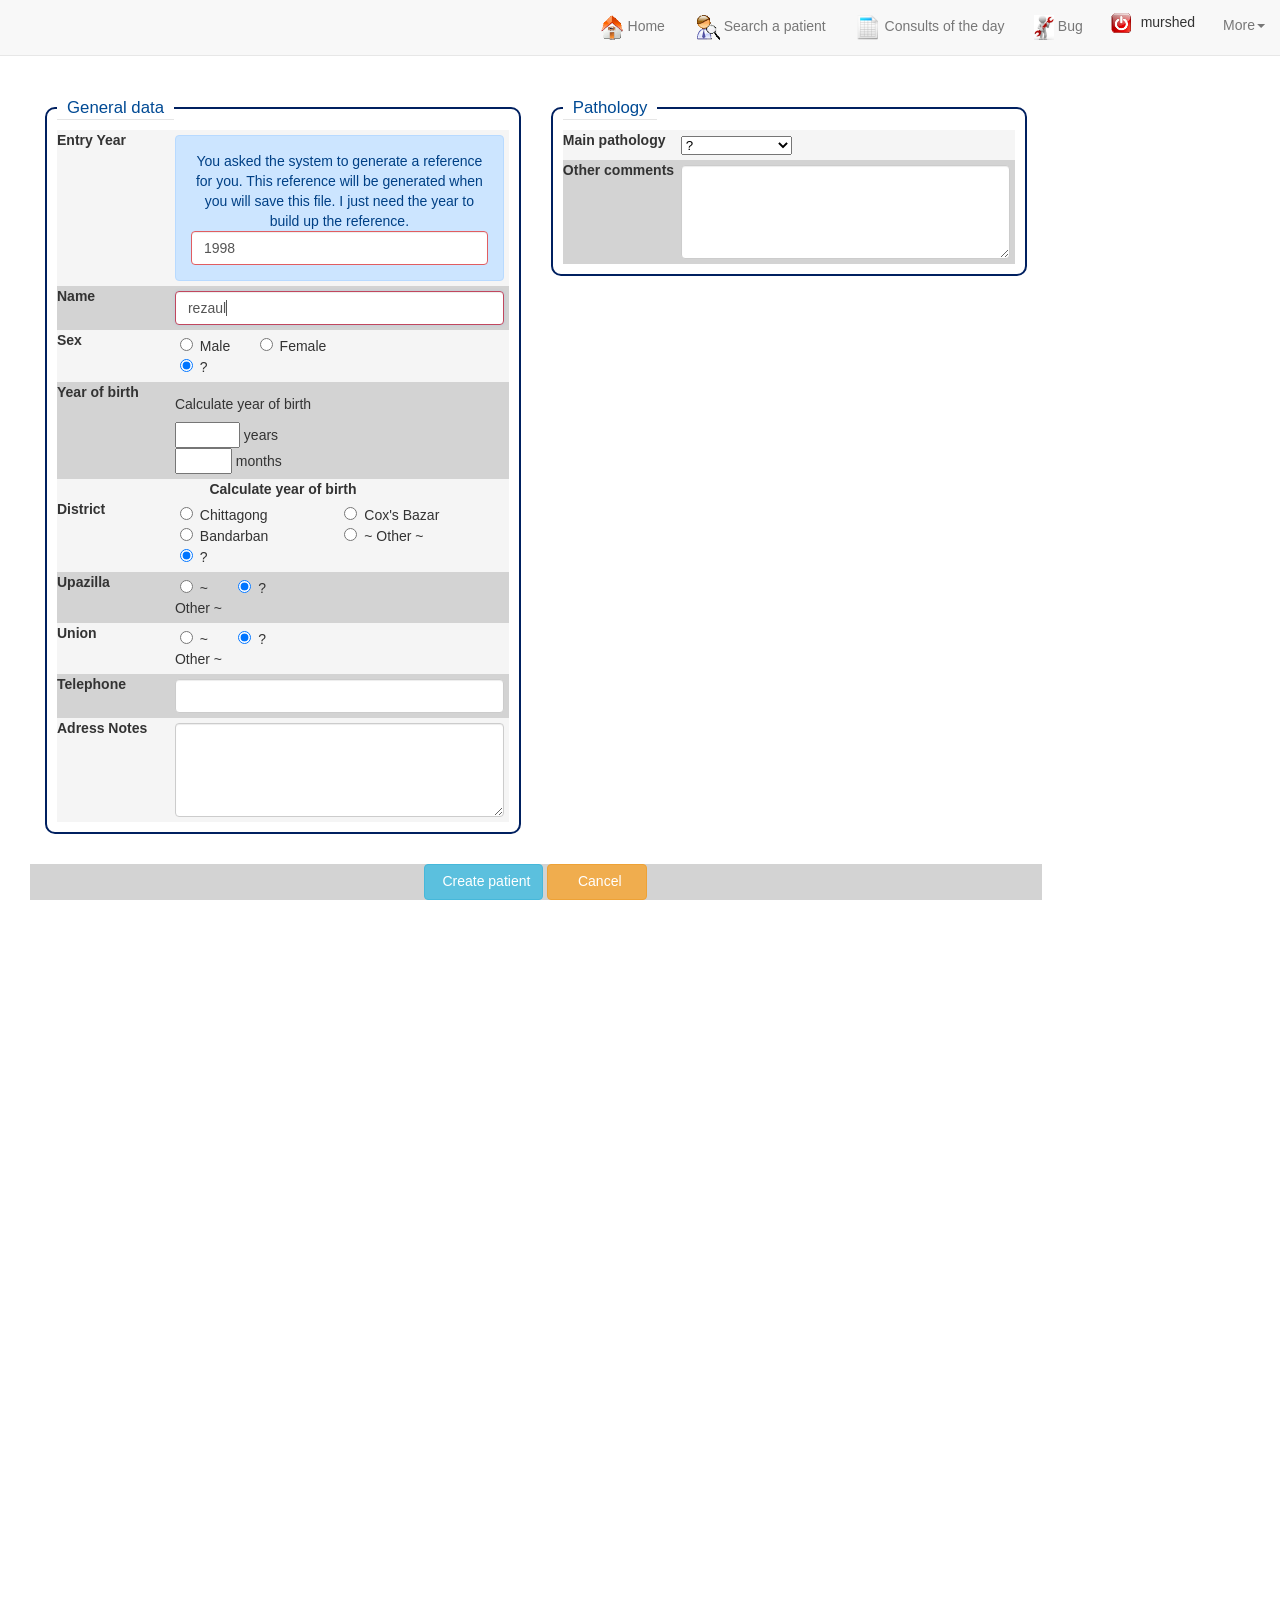 Home Search a patient Consults of the day Bug murshed More
General data
Entry Year
You asked the system to generate a reference
for you. This reference will be generated when
you will save this file. I just need the year to
build up the reference.
1998
Name rezaul
Sex Male Female
?
Year of birth
Calculate year of birth
years
months
Calculate year of birth
District Chittagong Cox's Bazar
Bandarban ~ Other ~
?
Upazilla ~ ?
Other ~
Union ~ ?
Other ~
Telephone
Adress Notes
Pathology
Main pathology ?
Other comments
Create patient Cancel